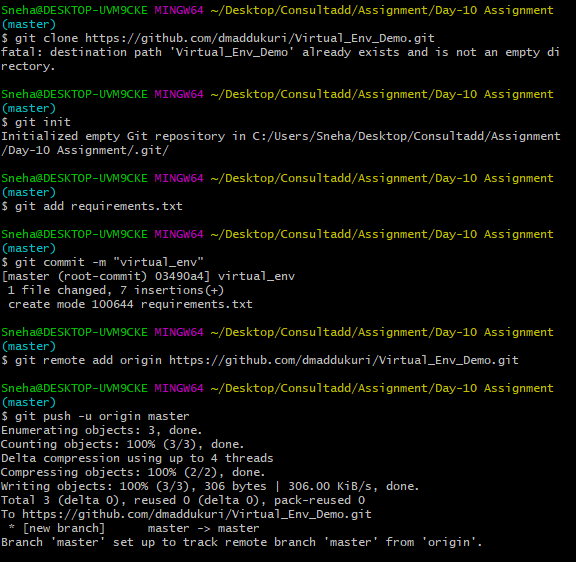 Sneha@DESKTOP-UVM9CKE MINGW64 ~/Desktop/Consultadd/Assignment/Day-10 Assignment
(master)
$ git clone https://github.com/dmaddukuri/Virtual_Env_Demo.git
fatal: destination path 'Virtual_Env_Demo' already exists and is not an empty di
rectory.
Sneha@DESKTOP-UVM9CKE MINGW64 ~/Desktop/Consultadd/Assignment/Day-10 Assignment
(master)
$ git init
Initialized empty Git repository in C:/Users/Sneha/Desktop/Consultadd/Assignment
/Day-10 Assignment/.git/
Sneha@DESKTOP-UVM9CKE MINGW64 ~/Desktop/Consultadd/Assignment/Day-10 Assignment
(master)
$ git add requirements.txt
Sneha@DESKTOP-UVM9CKE MINGW64 ~/Desktop/Consultadd/Assignment/Day-10 Assignment
(master)
$ git commit -m "virtual_env"
[master (root-commit) 03490a4] virtual_env
 1 file changed, 7 insertions(+)
 create mode 100644 requirements.txt
Sneha@DESKTOP-UVM9CKE MINGW64 ~/Desktop/Consultadd/Assignment/Day-10 Assignment
(master)
$ git remote add origin https://github.com/dmaddukuri/Virtual_Env_Demo.git
Sneha@DESKTOP-UVM9CKE MINGW64 ~/Desktop/Consultadd/Assignment/Day-10 Assignment
(master)
$ git push -u origin master
Enumerating objects: 3, done.
Counting objects: 100% (3/3), done.
Delta compression using up to 4 threads
Compressing objects: 100% (2/2), done.
Writing objects: 100% (3/3), 306 bytes | 306.00 KiB/s, done.
Total 3 (delta 0), reused 0 (delta 0), pack-reused 0
To https://github.com/dmaddukuri/Virtual_Env_Demo.git
 * [new branch]      master -> master
Branch 'master' set up to track remote branch 'master' from 'origin'.